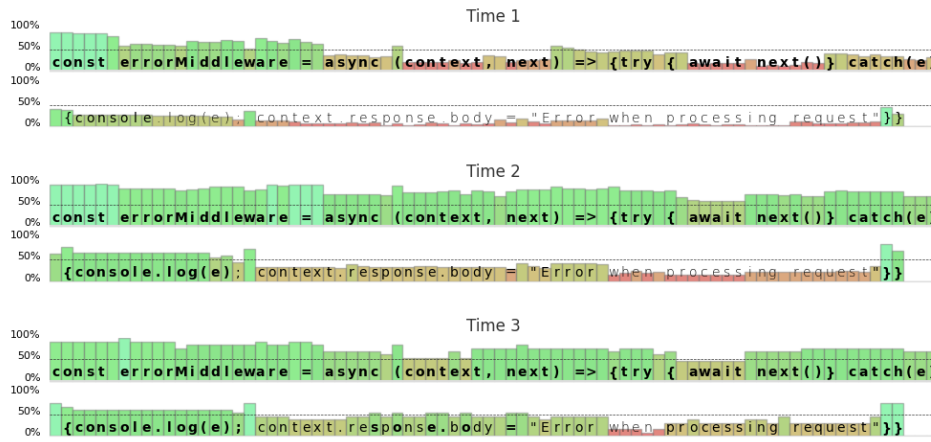 Time 1
100%
50%
0%
const errorMiddleware = async (context, next) => {try { await next()} catch(e)
100%
50%
0%
{console.log(e); context.response.body = "Error when processing request"}}
Time 2
100%
50%
0%
const errorMiddleware = async (context, next) => {try { await next()} catch(e)
100%
50%
0%
{console.log(e); context.response.body = "Error when processing request"}}
Time 3
100%
50%
0%
const errorMiddleware = async (context, next) => {try { await next()} catch(e)
100%
50%
0%
{console.log(e); context.response.body = "Error when processing request"}}